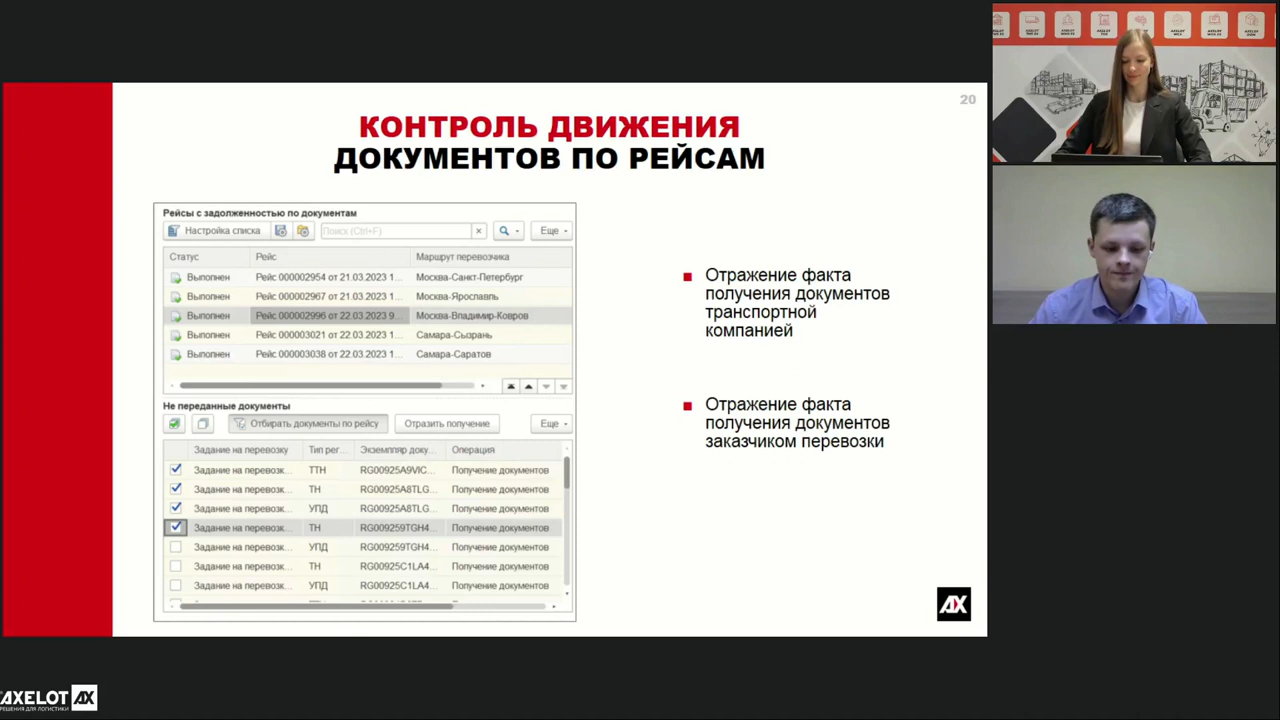 20
КОНТРОЛЬ ДВИЖЕНИЯ
ДОКУМЕНТОВ ПО РЕЙСАМ
Рейсы с задолженностью по документам
Настройка списка Поиск (Ctrl+F) × Еще
Статус Рейс Маршрут перевозчика
Выполнен Рейс 000002954 от 21.03.2023 1... Москва-Санкт-Петербург
Выполнен Рейс 000002967 от 21.03.2023 1... Москва-Ярославль
Выполнен Рейс 000002996 от 22.03.2023 9... Москва-Владимир-Ковров
Выполнен Рейс 000003021 от 22.03.2023 1... Самара-Сызрань
Выполнен Рейс 000003038 от 22.03.2023 1... Самара-Саратов
Не переданные документы
Отбирать документы по рейсу Отразить получение Еще
Задание на перевозку Тип рег... Экземпляр доку... Операция
Задание на перевозк... ТТН RG00925A9VIC... Получение документов
Задание на перевозк... ТН RG00925A8TLG... Получение документов
Задание на перевозк... УПД RG00925A8TLG... Получение документов
Задание на перевозк... ТН RG009259TGH4... Получение документов
Задание на перевозк... УПД RG009259TGH4... Получение документов
Задание на перевозк... ТН RG00925C1LA4... Получение документов
Задание на перевозк... УПД RG00925C1LA4... Получение документов
Отражение факта
получения документов
транспортной
компанией
Отражение факта
получения документов
заказчиком перевозки
AX
AXELOT AX
РЕШЕНИЯ ДЛЯ ЛОГИСТИКИ